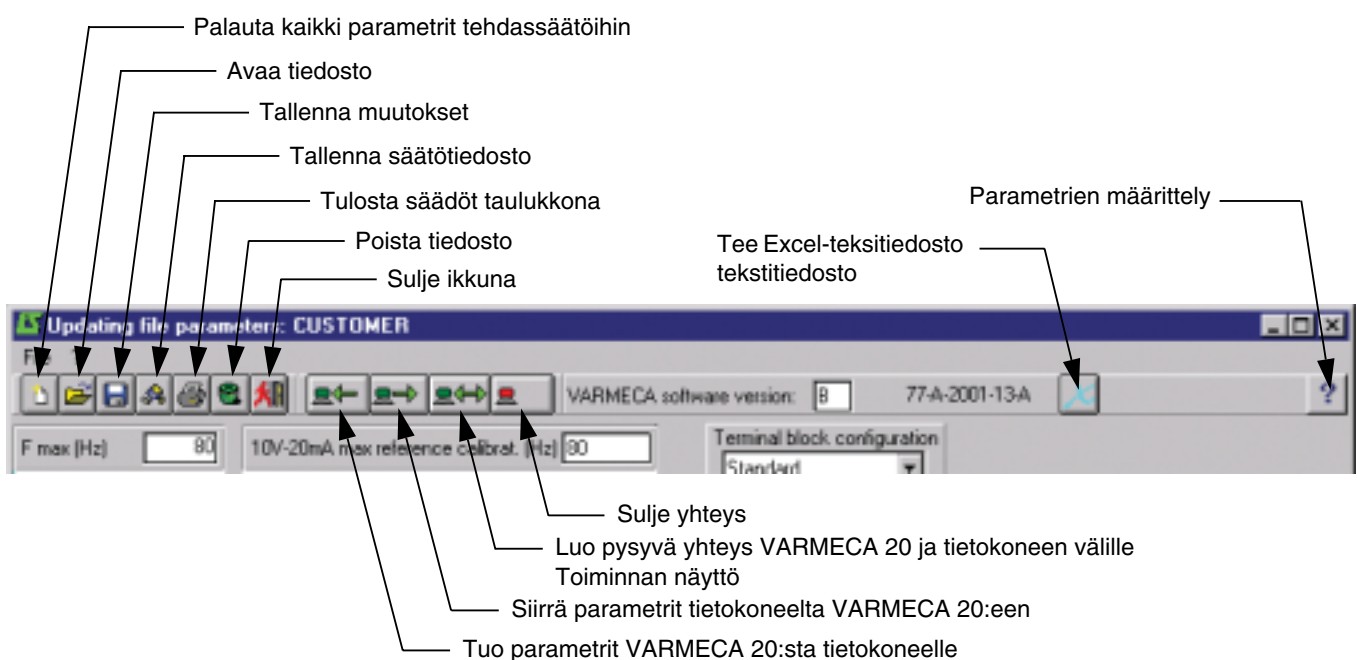 Palauta kaikki parametrit tehdassäätöihin
Avaa tiedosto
Tallenna muutokset
Tallenna säätötiedosto
Tulosta säädöt taulukkona
Poista tiedosto
Sulje ikkuna
Parametrien määrittely
Tee Excel-teksitiedosto
tekstitiedosto
Updating file parameters: CUSTOMER
VARMECA software version: B 77-A-2001-13-A
F max (Hz) 80 10V-20mA max reference calibrat. (Hz) 80 Terminal block configuration
Standard
Sulje yhteys
Luo pysyvä yhteys VARMECA 20 ja tietokoneen välille
Toiminnan näyttö
Siirrä parametrit tietokoneelta VARMECA 20:een
Tuo parametrit VARMECA 20:sta tietokoneelle